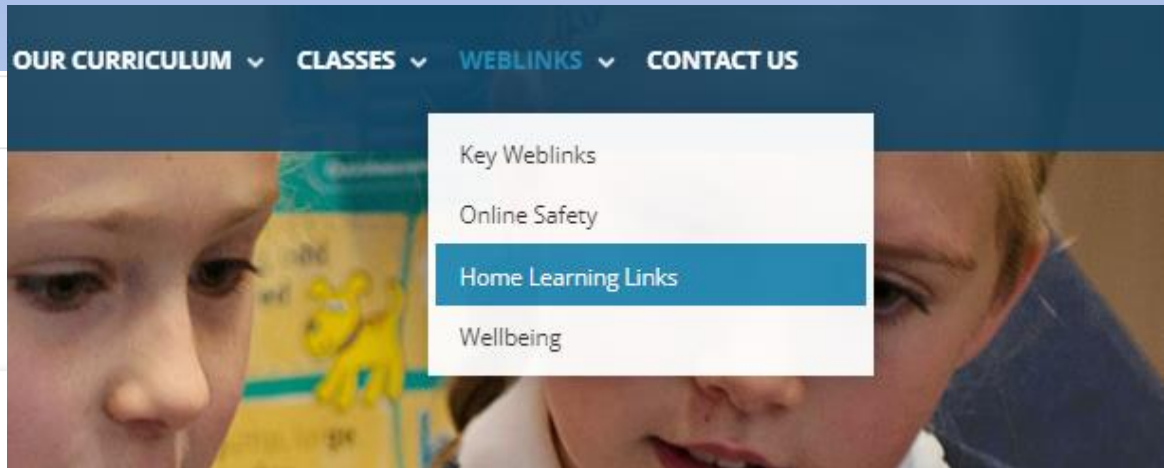 OUR CURRICULUM CLASSES WEBLINKS CONTACT US
Key Weblinks
Online Safety
Home Learning Links
Wellbeing